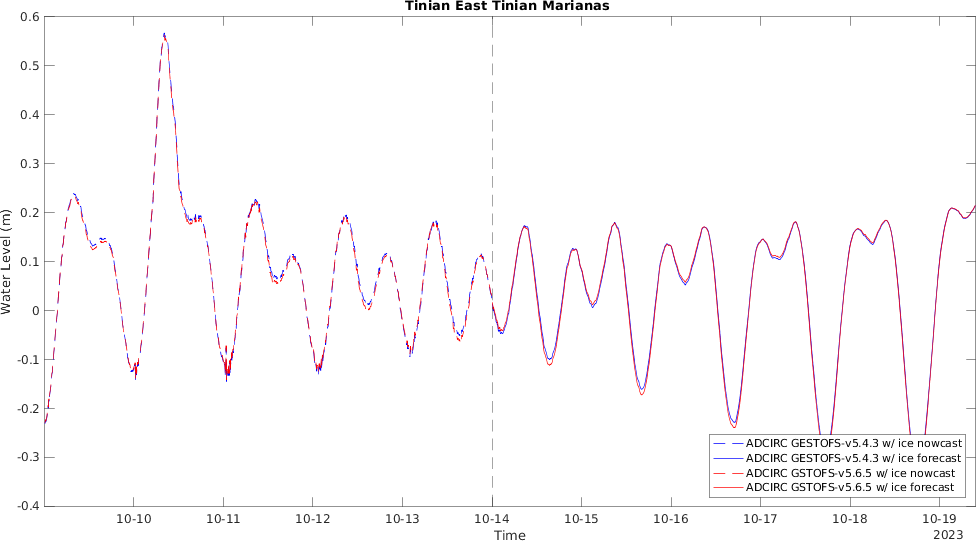 Tinian East Tinian Marianas
0.6
0.5
0.4
0.3
0.2
0.1
0
-0.1
-0.2
-0.3
-0.4
Water Level (m)
ADCIRC GESTOFS-v5.4.3 w/ ice nowcast
ADCIRC GESTOFS-v5.4.3 w/ ice forecast
ADCIRC GSTOFS-v5.6.5 w/ ice nowcast
ADCIRC GSTOFS-v5.6.5 w/ ice forecast
10-10 10-11 10-12 10-13 10-14 10-15 10-16 10-17 10-18 10-19
Time
2023